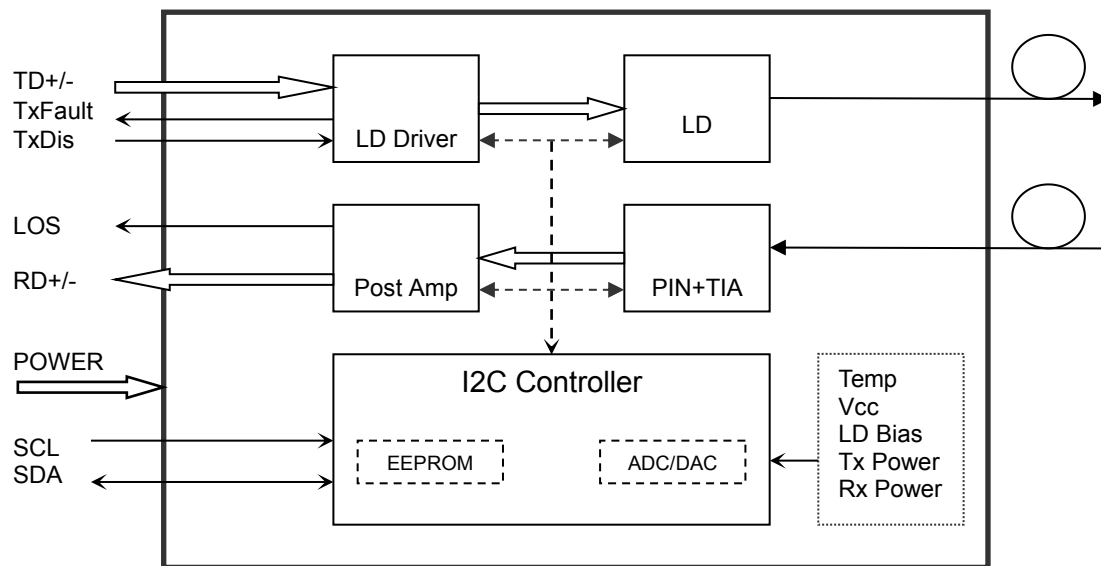 TD+/-
TxFault
TxDis
LD Driver
LD
LOS
RD+/-
Post Amp
PIN+TIA
POWER
I2C Controller
SCL
SDA
EEPROM
ADC/DAC
Temp
Vcc
LD Bias
Tx Power
Rx Power